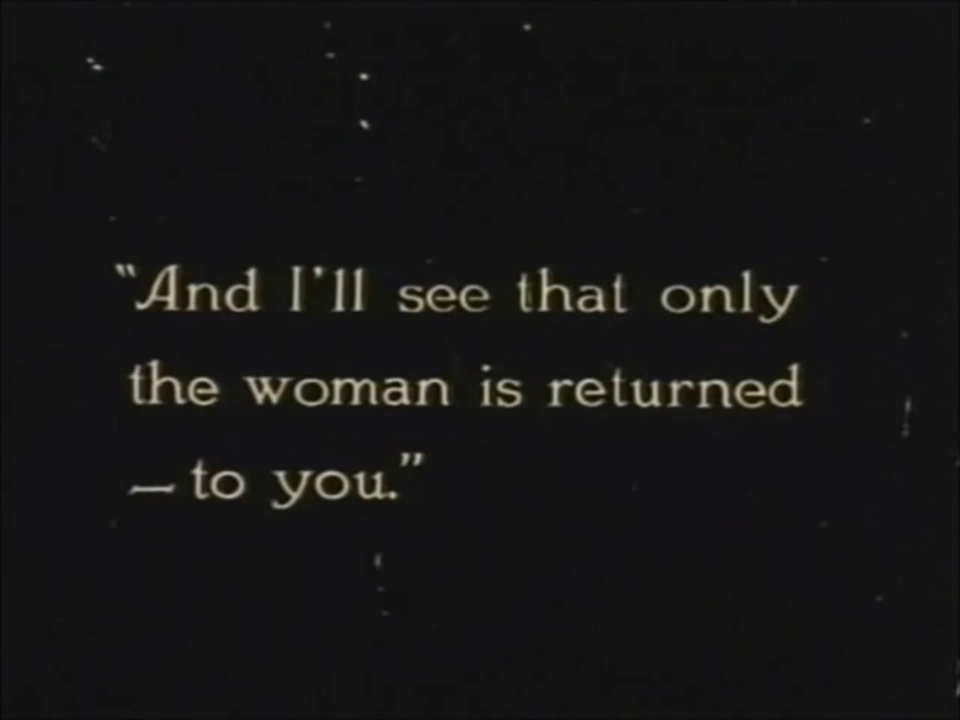 "And I'll see that only
the woman is returned
— to you."